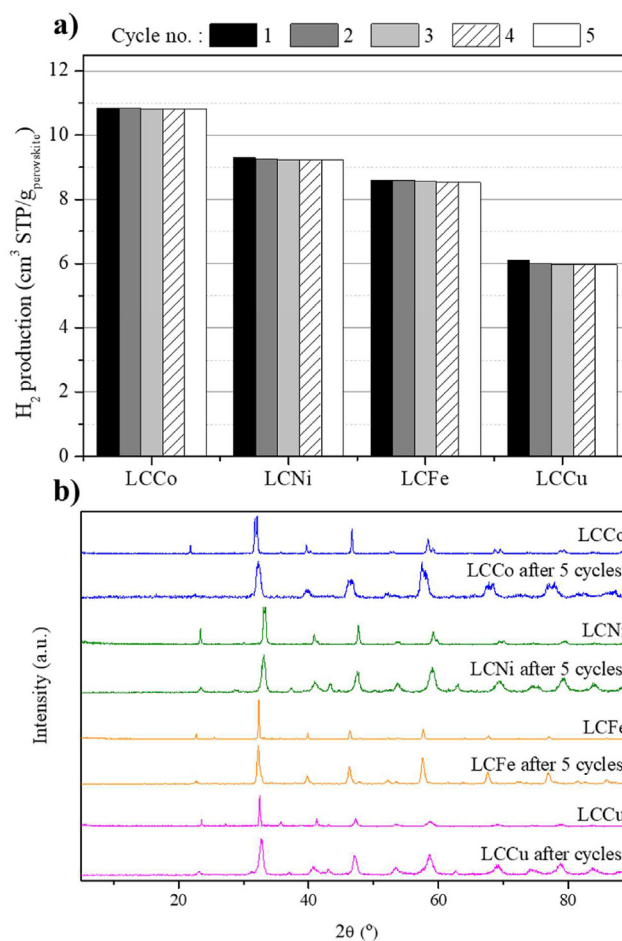 a) Cycle no. : 1 2 3 4 5
H₂ production (cm³ STP/g_perovskite)
12
10
8
6
4
2
0
LCCo LCNi LCFe LCCu
b)
Intensity (a.u.)
LCCo
LCCo after 5 cycles
LCNi
LCNi after 5 cycles
LCFe
LCFe after 5 cycles
LCCu
LCCu after cycles
20 40 60 80
2θ (º)